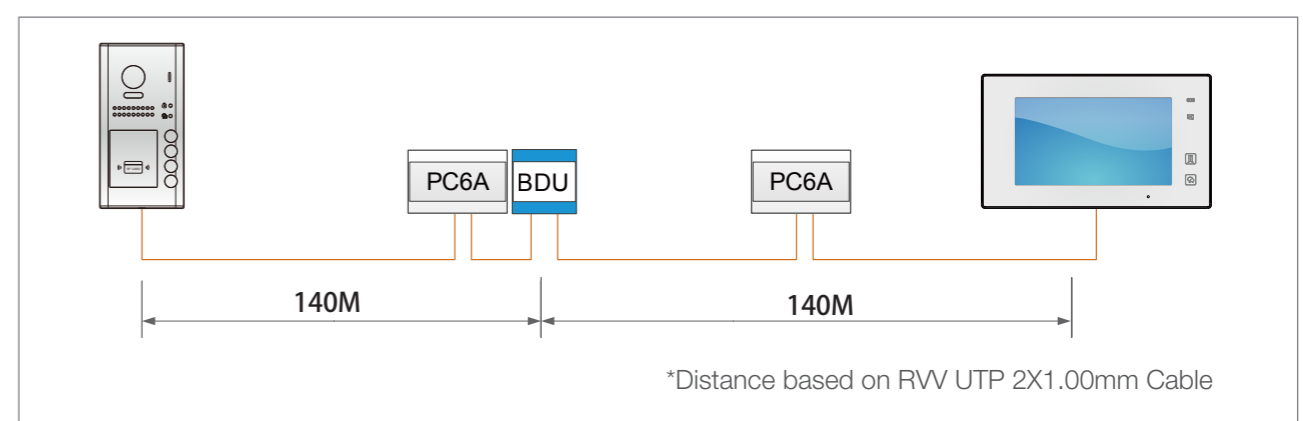 PC6A BDU PC6A
140M 140M
*Distance based on RVV UTP 2X1.00mm Cable